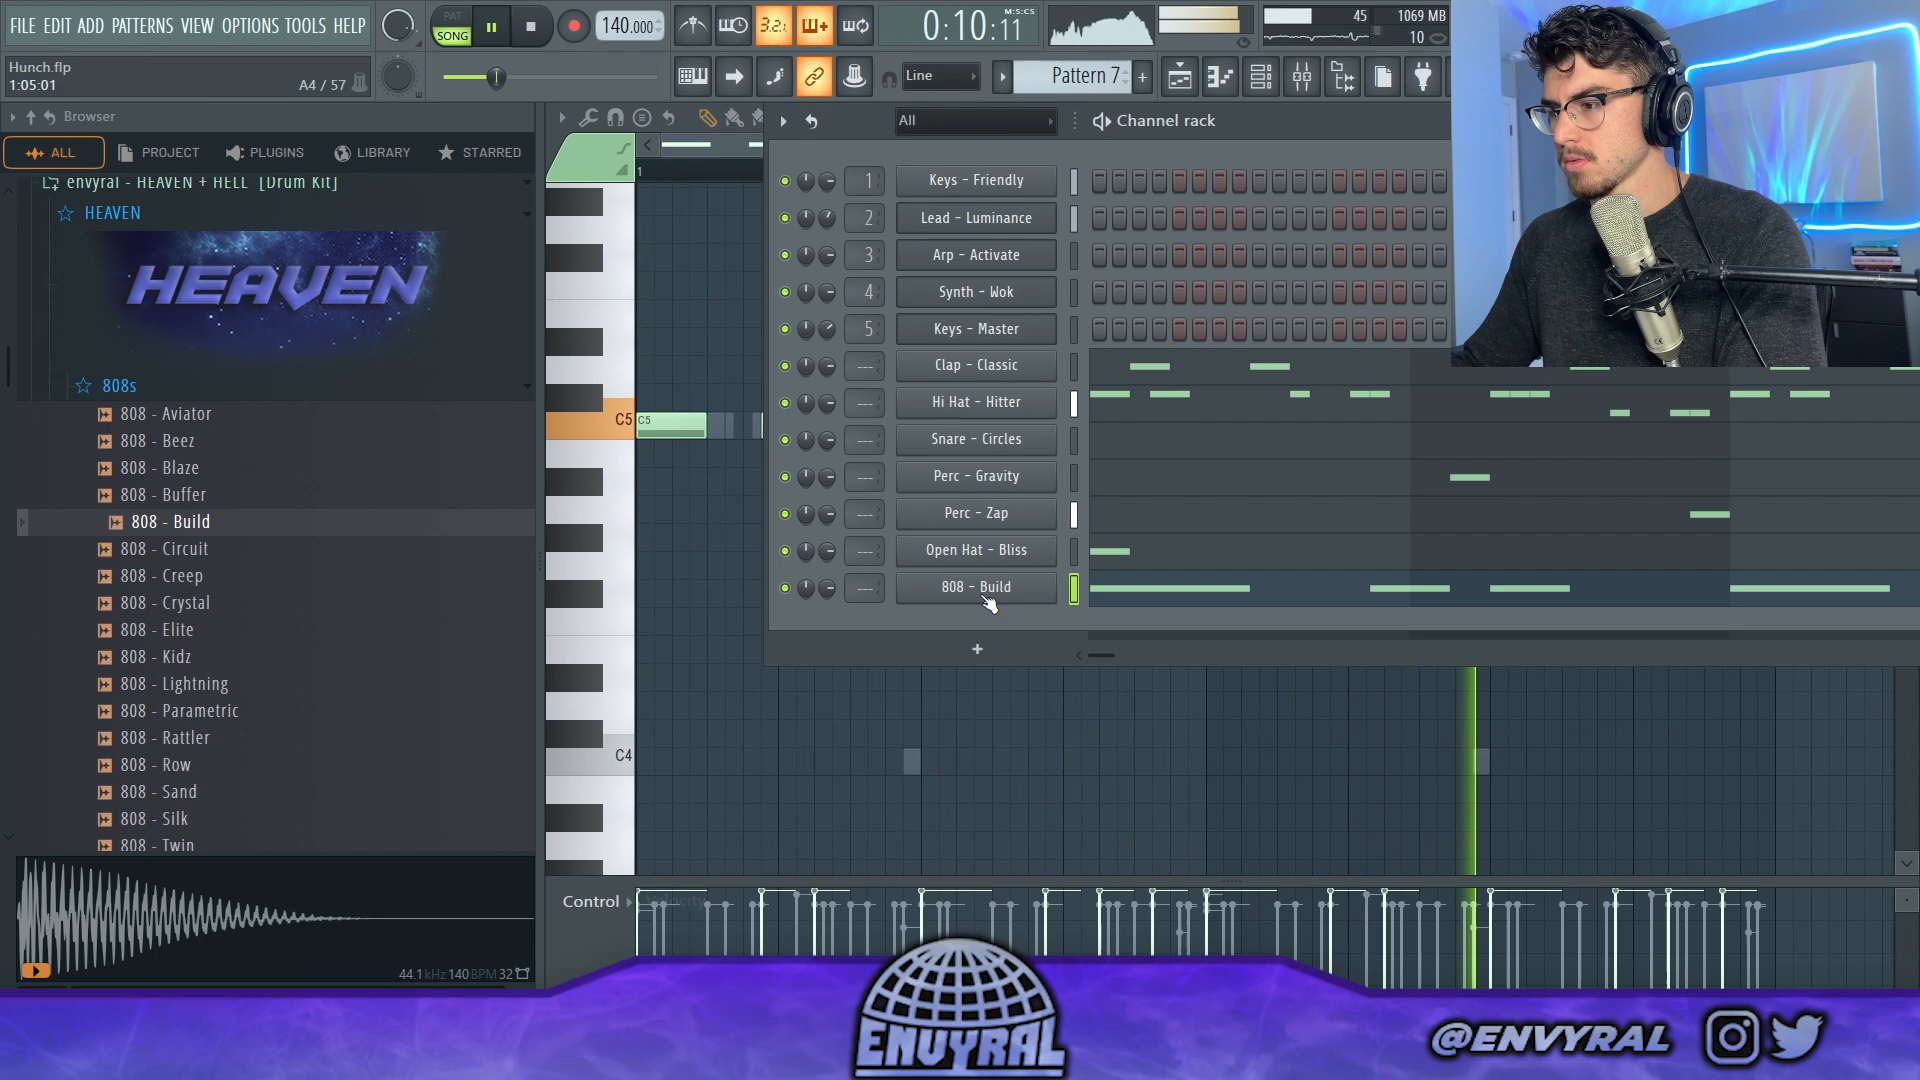 FILE EDIT ADD PATTERNS VIEW OPTIONS TOOLS HELP
PAT
SONG
140.000
3.2.
0:10:11
M:S:CS
45
1069 MB
10
Hunch.flp
1:05:01
A4 / 57
Line
Pattern 7
+
Browser
ALL
PROJECT
PLUGINS
LIBRARY
STARRED
envyral - HEAVEN + HELL [Drum Kit]
HEAVEN
HEAVEN
808s
808 - Aviator
808 - Beez
808 - Blaze
808 - Buffer
808 - Build
808 - Circuit
808 - Creep
808 - Crystal
808 - Elite
808 - Kidz
808 - Lightning
808 - Parametric
808 - Rattler
808 - Row
808 - Sand
808 - Silk
808 - Twin
44.1kHz 140 BPM 32
1
C5
C5
C4
Control
Velocity
All
Channel rack
1 Keys – Friendly
2 Lead – Luminance
3 Arp – Activate
4 Synth – Wok
5 Keys – Master
--- Clap – Classic
--- Hi Hat – Hitter
--- Snare – Circles
--- Perc – Gravity
--- Perc – Zap
--- Open Hat – Bliss
--- 808 – Build
+
ENVYRAL
@ENVYRAL